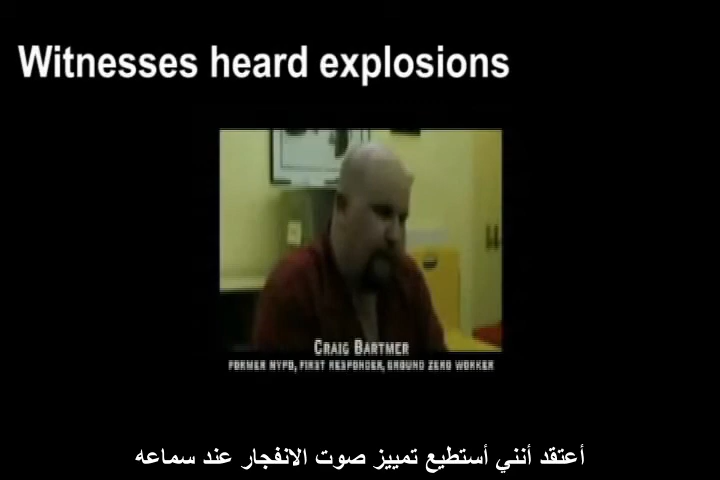 Witnesses heard explosions
CRAIG BARTMER
FORMER NYPD, FIRST RESPONDER, GROUND ZERO WORKER
أعتقد أنني أستطيع تمييز صوت الانفجار عند سماعه